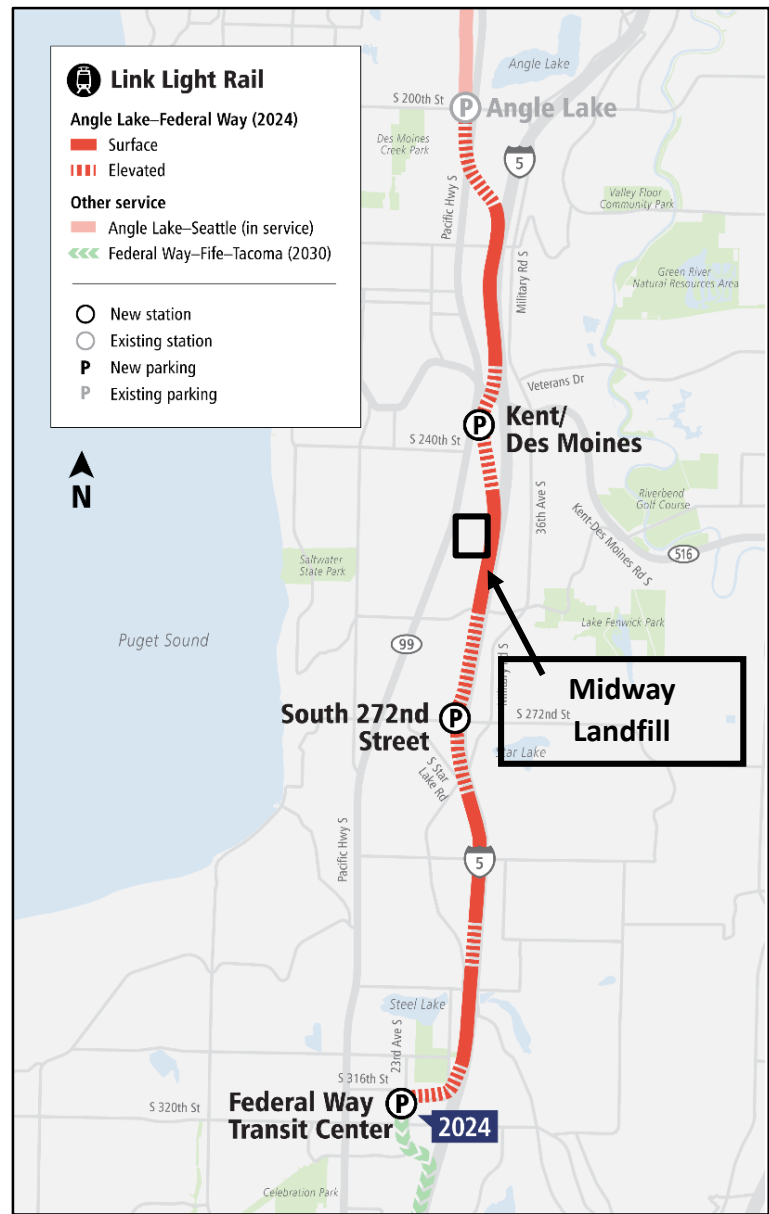 Link Light Rail
Angle Lake–Federal Way (2024)
Surface
Elevated
Other service
Angle Lake–Seattle (in service)
Federal Way–Fife–Tacoma (2030)
New station
Existing station
P New parking
P Existing parking
N
Angle Lake
S 200th St
P Angle Lake
Des Moines
Creek Park
5
Pacific Hwy S
Valley Floor
Community Park
Military Rd S
Green River
Natural Resources Area
Veterans Dr
P Kent/
Des Moines
S 240th St
36th Ave S
Riverbend
Golf Course
Kent-Des Moines Rd S
516
Saltwater
State Park
Puget Sound
Lake Fenwick Park
99
Midway
Landfill
South 272nd
Street
P
S 272nd St
Star Lake
S Star
Lake Rd
Pacific Hwy S
5
Steel Lake
23rd Ave S
S 316th St
S 320th St
Federal Way
Transit Center
P
2024
Celebration Park